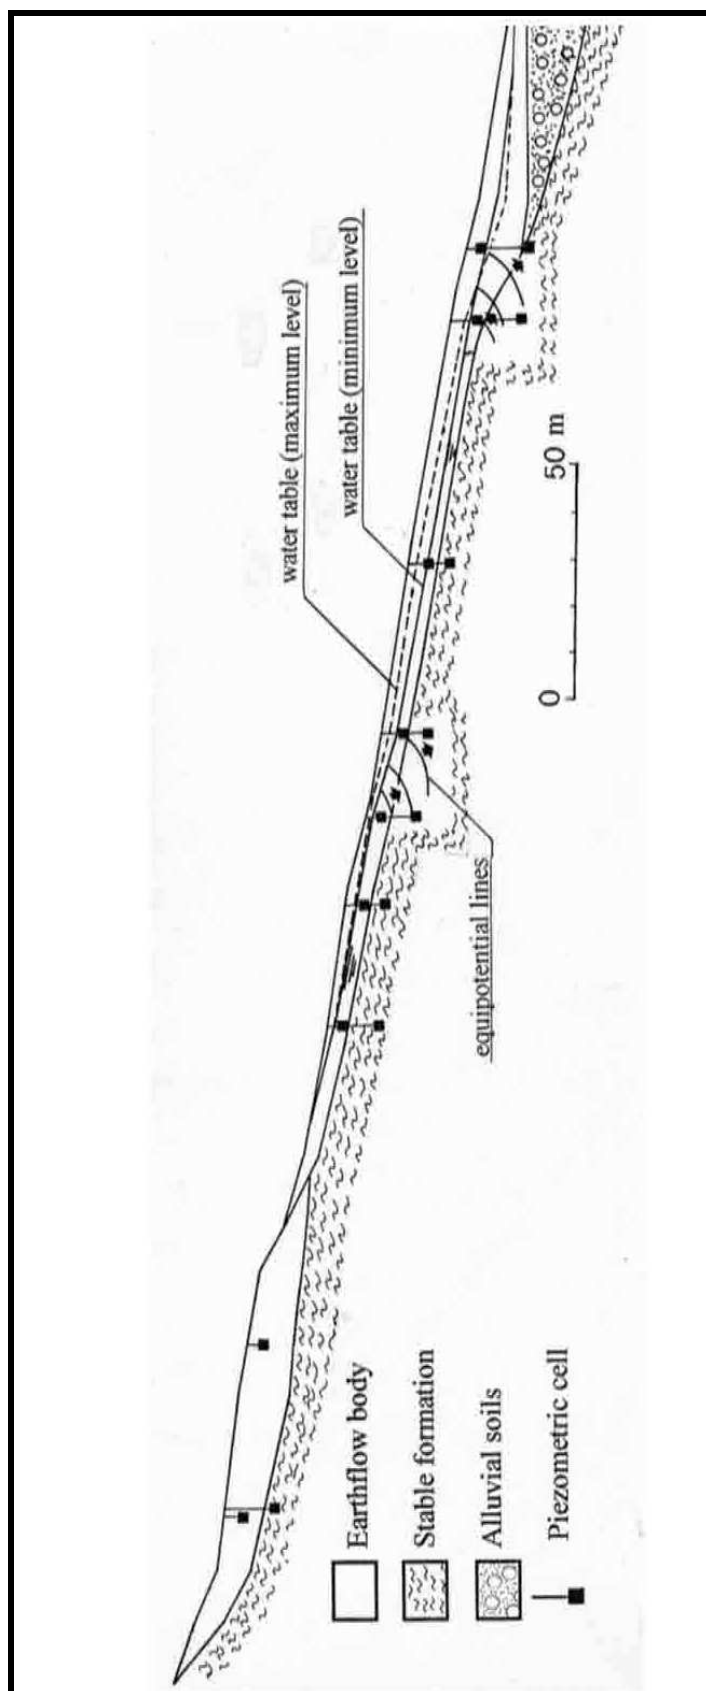 water table (maximum level)
water table (minimum level)
equipotential lines
0
50 m
Earthflow body
Stable formation
Alluvial soils
Piezometric cell